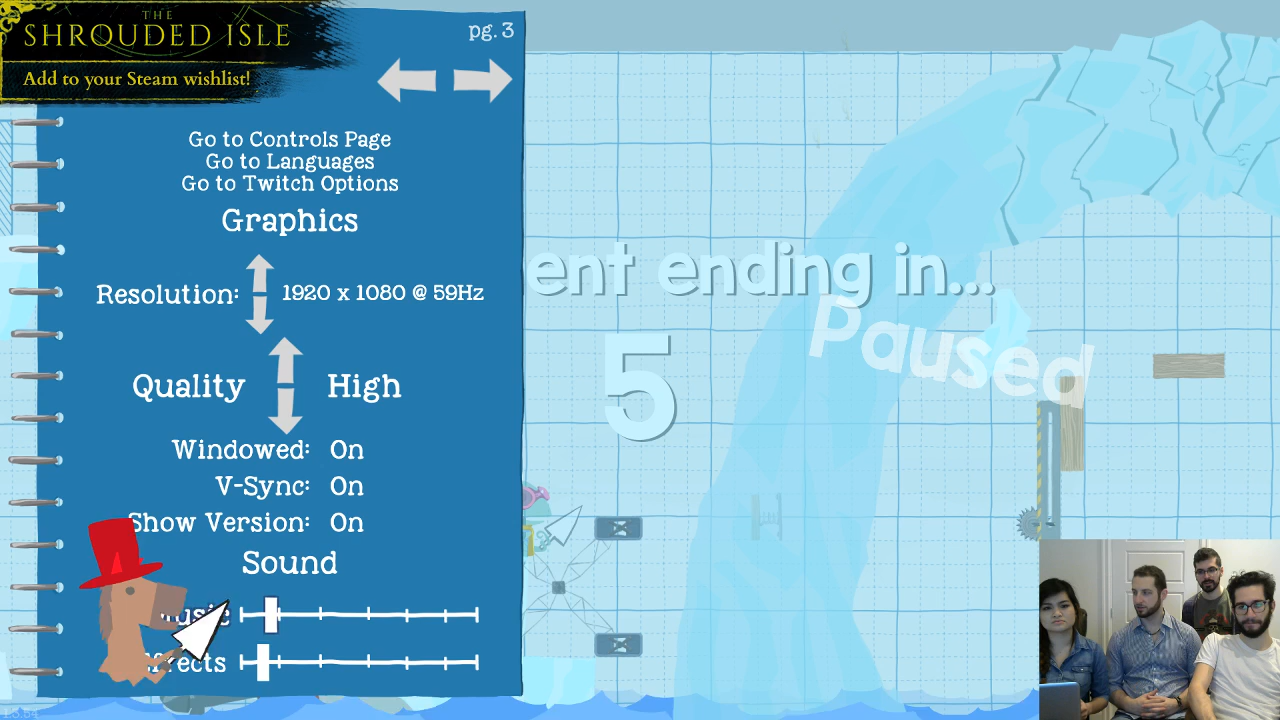 THE
SHROUDED ISLE
Add to your Steam wishlist!
pg. 3
Go to Controls Page
Go to Languages
Go to Twitch Options
Graphics
Resolution: 1920 x 1080 @ 59Hz
Quality High
Windowed: On
V-Sync: On
Show Version: On
Sound
ent ending in...
5
Paused